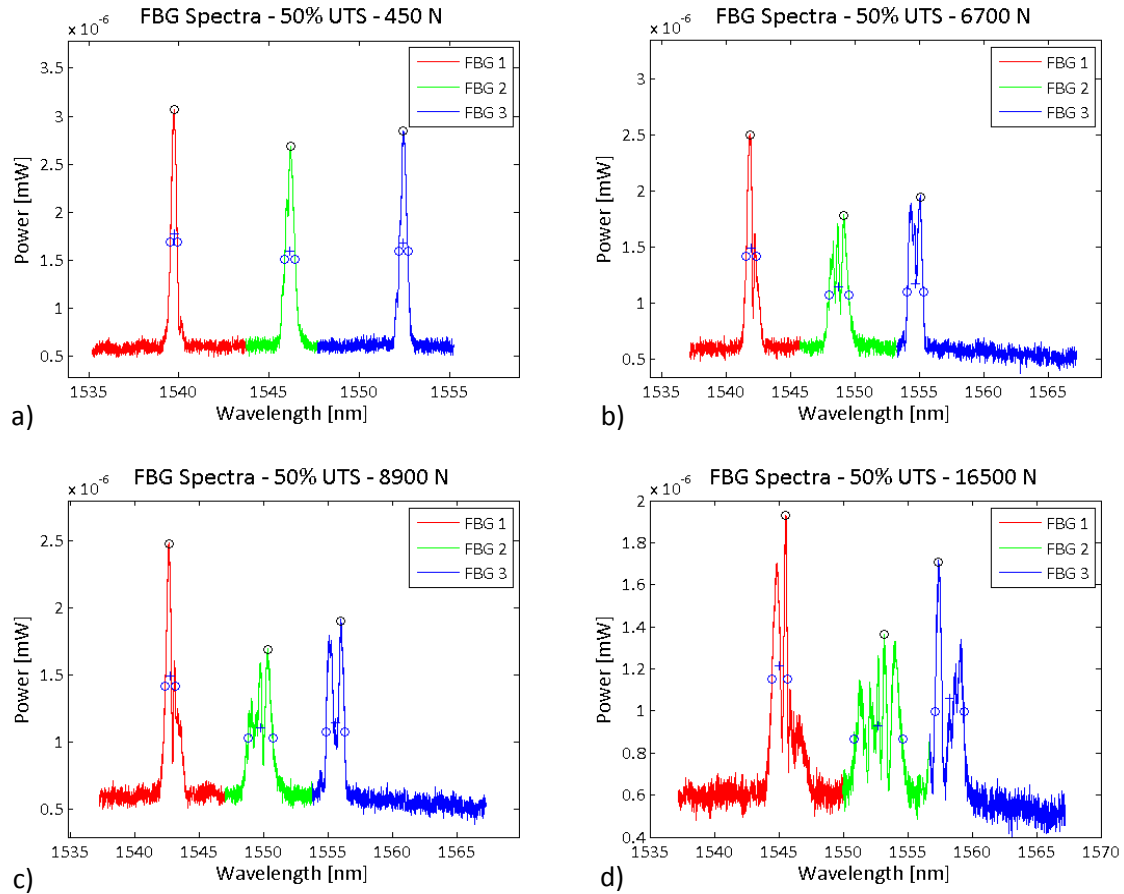 FBG Spectra - 50% UTS - 450 N
x 10^-6
3.5
3
2.5
2
1.5
1
0.5
Power [mW]
FBG 1
FBG 2
FBG 3
1535 1540 1545 1550 1555
Wavelength [nm]
a)
FBG Spectra - 50% UTS - 6700 N
x 10^-6
3
2.5
2
1.5
1
0.5
Power [mW]
FBG 1
FBG 2
FBG 3
1535 1540 1545 1550 1555 1560 1565
Wavelength [nm]
b)
FBG Spectra - 50% UTS - 8900 N
x 10^-6
2.5
2
1.5
1
0.5
Power [mW]
FBG 1
FBG 2
FBG 3
1535 1540 1545 1550 1555 1560 1565
Wavelength [nm]
c)
FBG Spectra - 50% UTS - 16500 N
x 10^-6
2
1.8
1.6
1.4
1.2
1
0.8
0.6
0.4
Power [mW]
FBG 1
FBG 2
FBG 3
1535 1540 1545 1550 1555 1560 1565 1570
Wavelength [nm]
d)